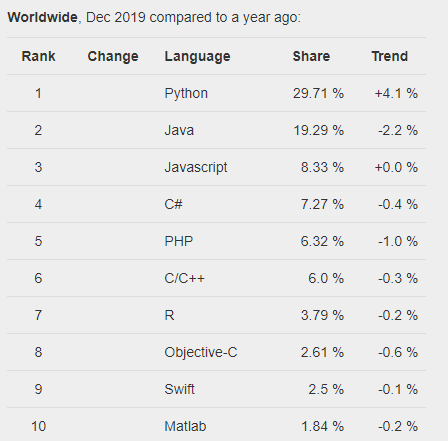 Worldwide, Dec 2019 compared to a year ago:
Rank Change Language Share Trend
1 Python 29.71 % +4.1 %
2 Java 19.29 % -2.2 %
3 Javascript 8.33 % +0.0 %
4 C# 7.27 % -0.4 %
5 PHP 6.32 % -1.0 %
6 C/C++ 6.0 % -0.3 %
7 R 3.79 % -0.2 %
8 Objective-C 2.61 % -0.6 %
9 Swift 2.5 % -0.1 %
10 Matlab 1.84 % -0.2 %